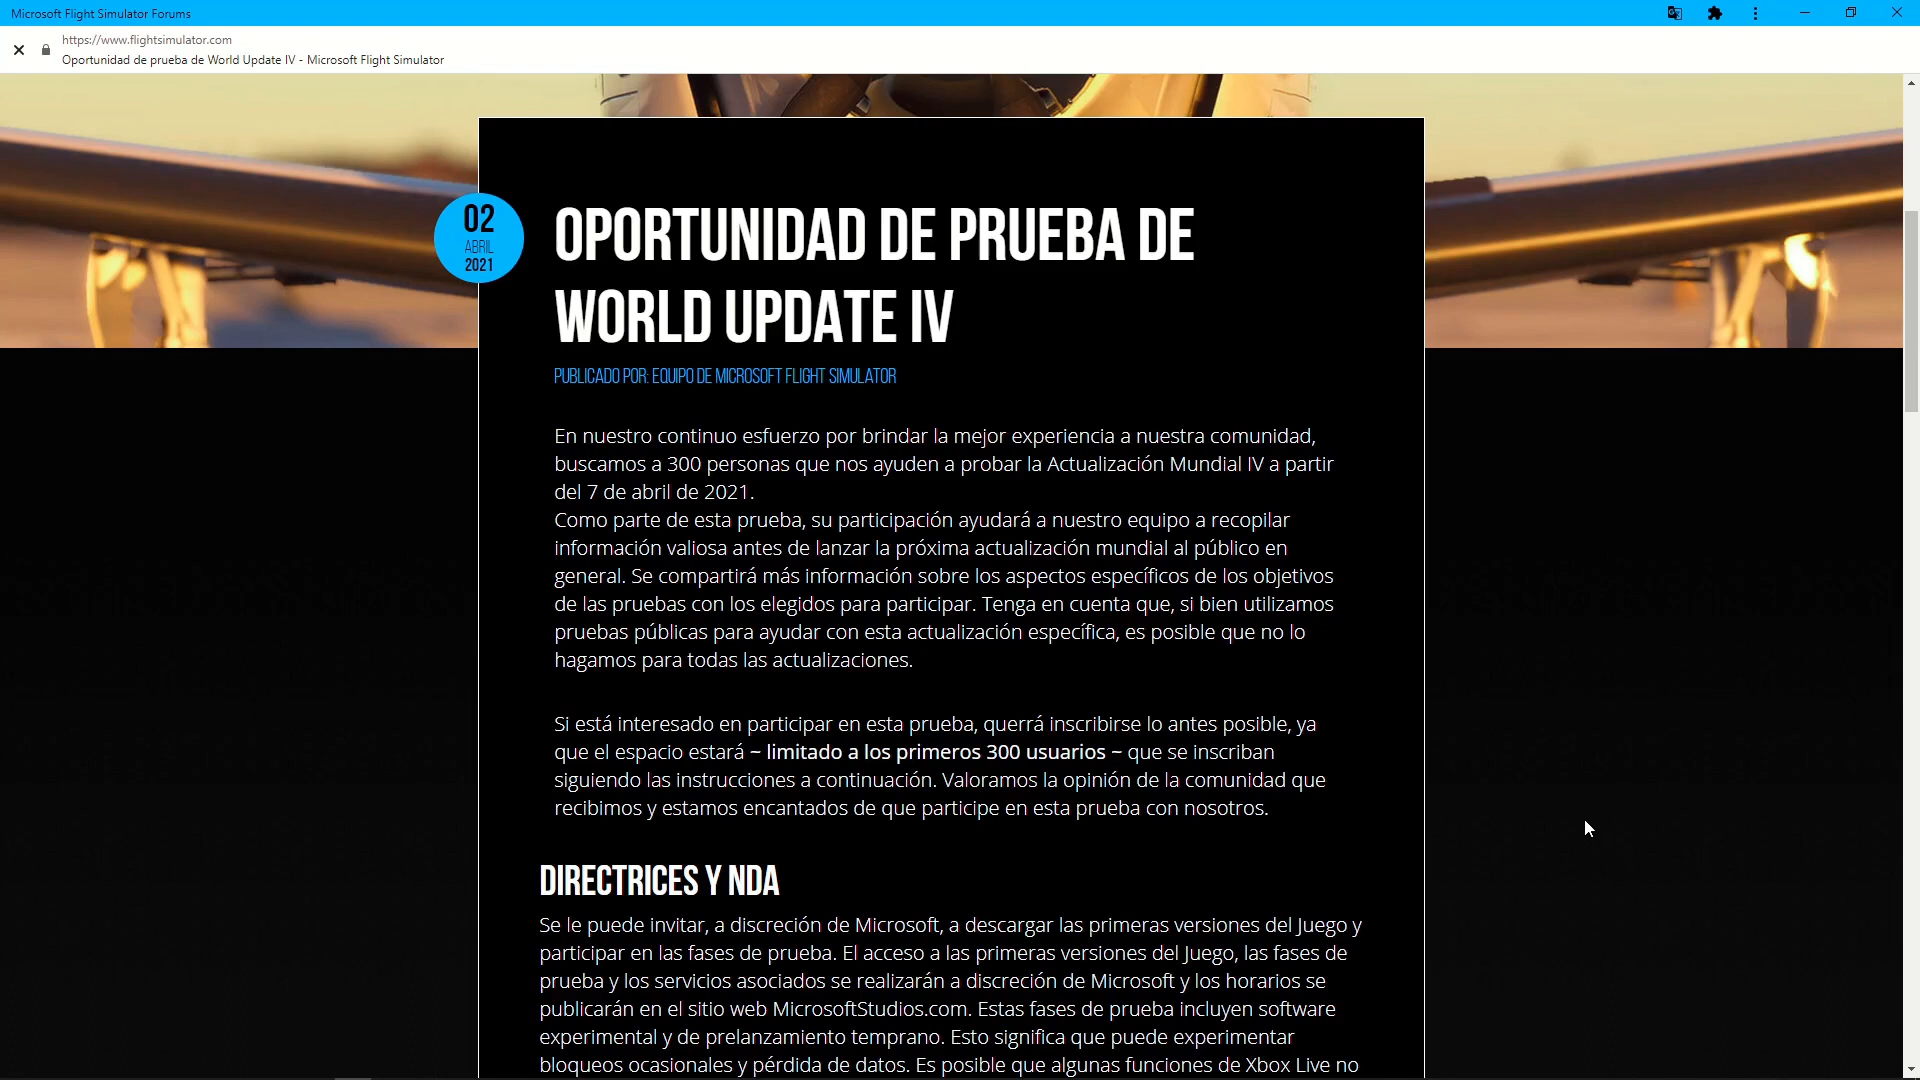 Microsoft Flight Simulator Forums
https://www.flightsimulator.com
Oportunidad de prueba de World Update IV - Microsoft Flight Simulator
02
ABRIL
2021
OPORTUNIDAD DE PRUEBA DE
WORLD UPDATE IV
PUBLICADO POR: EQUIPO DE MICROSOFT FLIGHT SIMULATOR
En nuestro continuo esfuerzo por brindar la mejor experiencia a nuestra comunidad,
buscamos a 300 personas que nos ayuden a probar la Actualización Mundial IV a partir
del 7 de abril de 2021.
Como parte de esta prueba, su participación ayudará a nuestro equipo a recopilar
información valiosa antes de lanzar la próxima actualización mundial al público en
general. Se compartirá más información sobre los aspectos específicos de los objetivos
de las pruebas con los elegidos para participar. Tenga en cuenta que, si bien utilizamos
pruebas públicas para ayudar con esta actualización específica, es posible que no lo
hagamos para todas las actualizaciones.
Si está interesado en participar en esta prueba, querrá inscribirse lo antes posible, ya
que el espacio estará ~ limitado a los primeros 300 usuarios ~ que se inscriban
siguiendo las instrucciones a continuación. Valoramos la opinión de la comunidad que
recibimos y estamos encantados de que participe en esta prueba con nosotros.
DIRECTRICES Y NDA
Se le puede invitar, a discreción de Microsoft, a descargar las primeras versiones del Juego y
participar en las fases de prueba. El acceso a las primeras versiones del Juego, las fases de
prueba y los servicios asociados se realizarán a discreción de Microsoft y los horarios se
publicarán en el sitio web MicrosoftStudios.com. Estas fases de prueba incluyen software
experimental y de prelanzamiento temprano. Esto significa que puede experimentar
bloqueos ocasionales y pérdida de datos. Es posible que algunas funciones de Xbox Live no